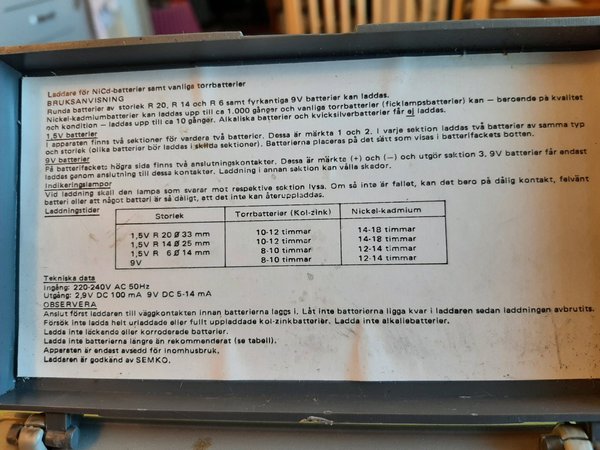 Laddare för NiCd-batterier samt vanliga torrbatterier
BRUKSANVISNING
Runda batterier av storlek R 20, R 14 och R 6 samt fyrkantiga 9V batterier kan laddas.
Nickel-kadmiumbatterier kan laddas upp till ca 1.000 gånger och vanliga torrbatterier (ficklampsbatterier) kan — beroende på kvalitet
och kondition — laddas upp till ca 10 gånger. Alkaliska batterier och kvicksilverbatterier får ej laddas.
1,5V batterier
I apparaten finns två sektioner för vardera två batterier. Dessa är märkta 1 och 2. I varje sektion laddas två batterier av samma typ
och storlek (olika batterier bör laddas i skilda sektioner). Batterierna placeras på det sätt som visas i batterifackets botten.
9V batterier
På batterifackets högra sida finns två anslutningskontakter. Dessa är märkta (+) och (—) och utgör sektion 3. 9V batterier får endast
laddas genom anslutning till dessa kontakter. Laddning i annan sektion kan vålla skador.
Indikeringslampor
Vid laddning skall den lampa som svarar mot respektive sektion lysa. Om så inte är fallet, kan det bero på dålig kontakt, felvänt
batteri eller att något batteri är så dåligt, att det inte kan återuppladdas.
Laddningstider
Storlek Torrbatterier (Kol-zink) Nickel-kadmium
1,5V R 20 Ø 33 mm 10-12 timmar 14-18 timmar
1,5V R 14 Ø 25 mm 10-12 timmar 14-18 timmar
1,5V R 6 Ø 14 mm 8-10 timmar 12-14 timmar
9V 8-10 timmar 12-14 timmar
Tekniska data
Ingång: 220-240V AC 50Hz
Utgång: 2,9V DC 100 mA 9V DC 5-14 mA
OBSERVERA
Anslut först laddaren till väggkontakten innan batterierna läggs i. Låt inte batterierna ligga kvar i laddaren sedan laddningen avbrutits.
Försök inte ladda helt urladdade eller fullt uppladdade kol-zinkbatterier. Ladda inte alkaliebatterier.
Ladda inte läckande eller korroderade batterier.
Ladda inte batterierna längre än rekommenderat (se tabell).
Apparaten är endast avsedd för inomhusbruk.
Laddaren är godkänd av SEMKO.